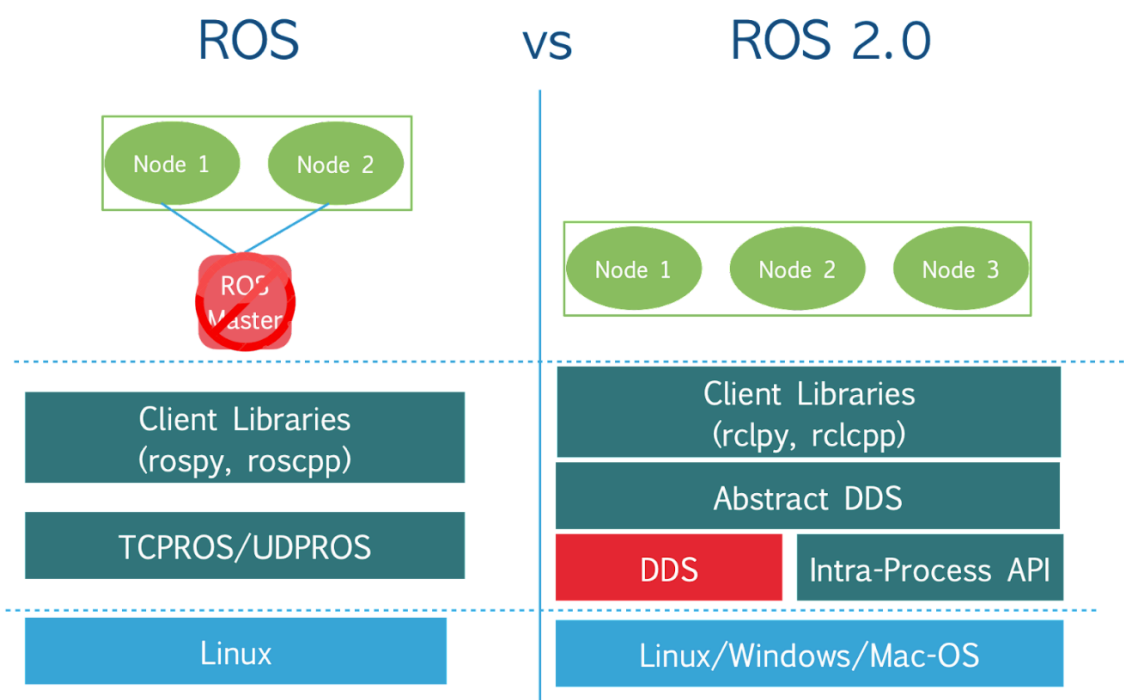 ROS vs ROS 2.0
Node 1
Node 2
ROS
Master
Client Libraries
(rospy, roscpp)
TCPROS/UDPROS
Linux
Node 1
Node 2
Node 3
Client Libraries
(rclpy, rclcpp)
Abstract DDS
DDS
Intra-Process API
Linux/Windows/Mac-OS